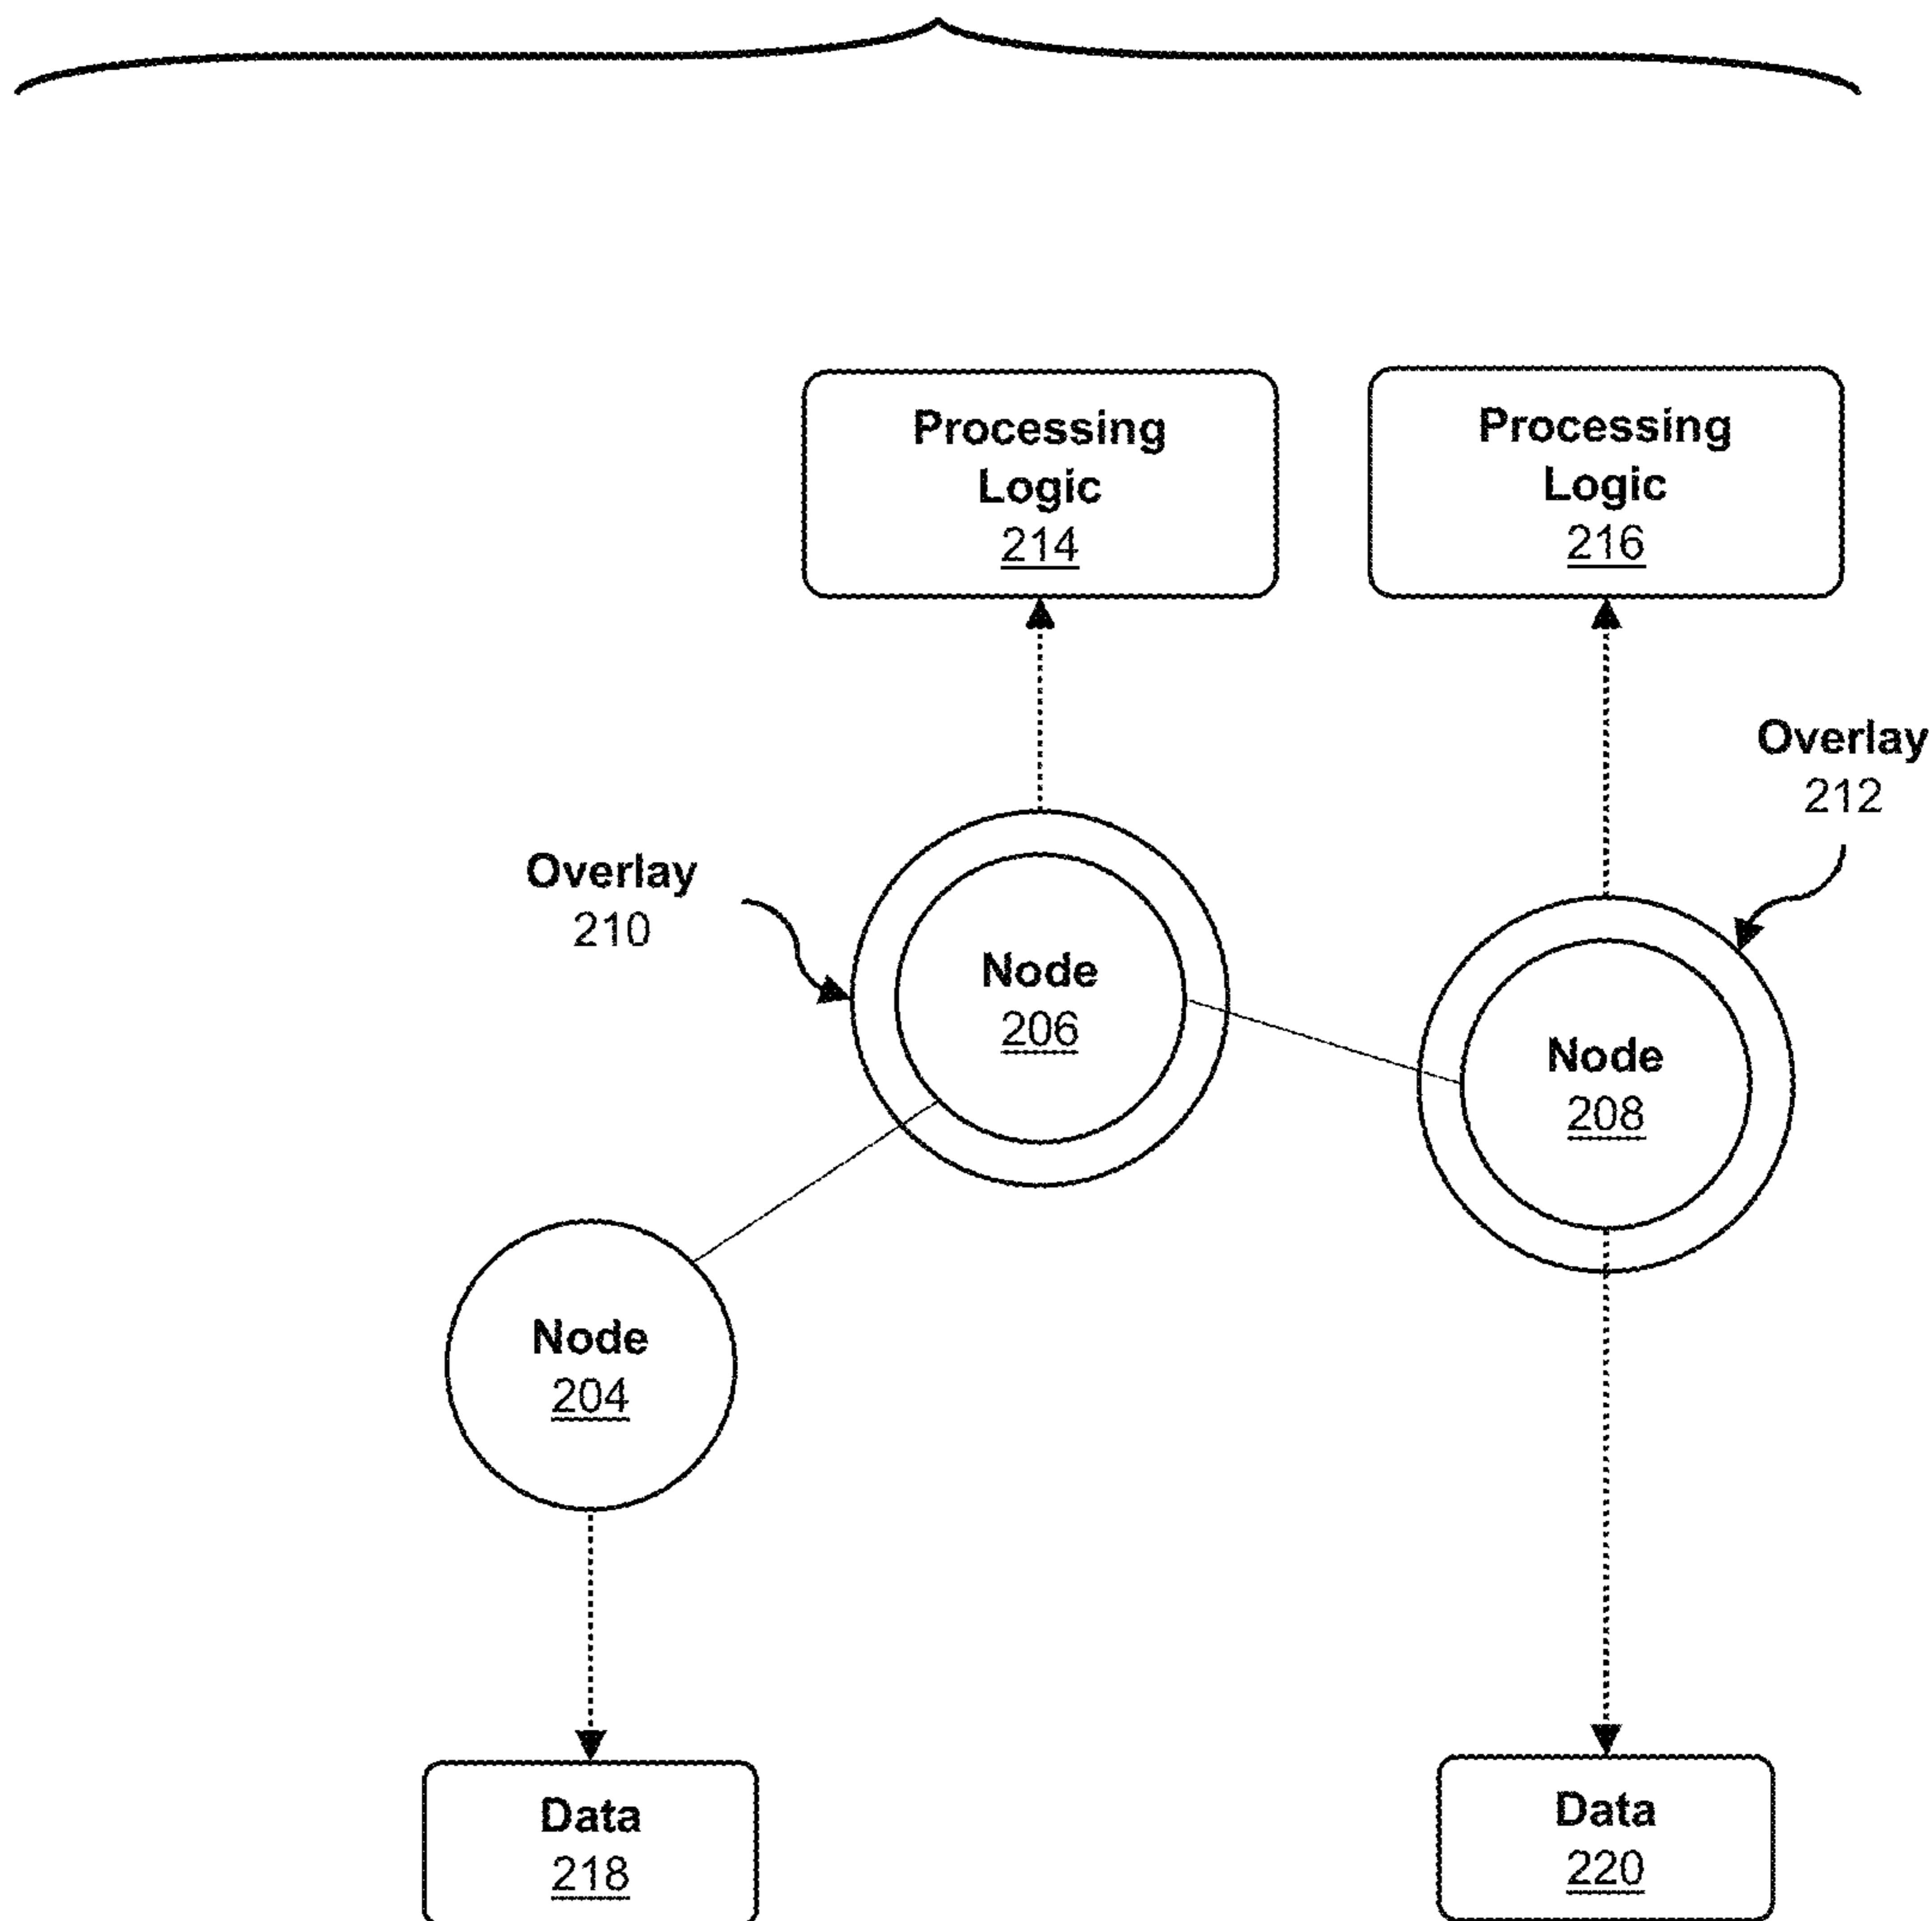 Processing
Logic
214
Processing
Logic
216
Overlay
212
Overlay
210
Node
206
Node
208
Node
204
Data
218
Data
220